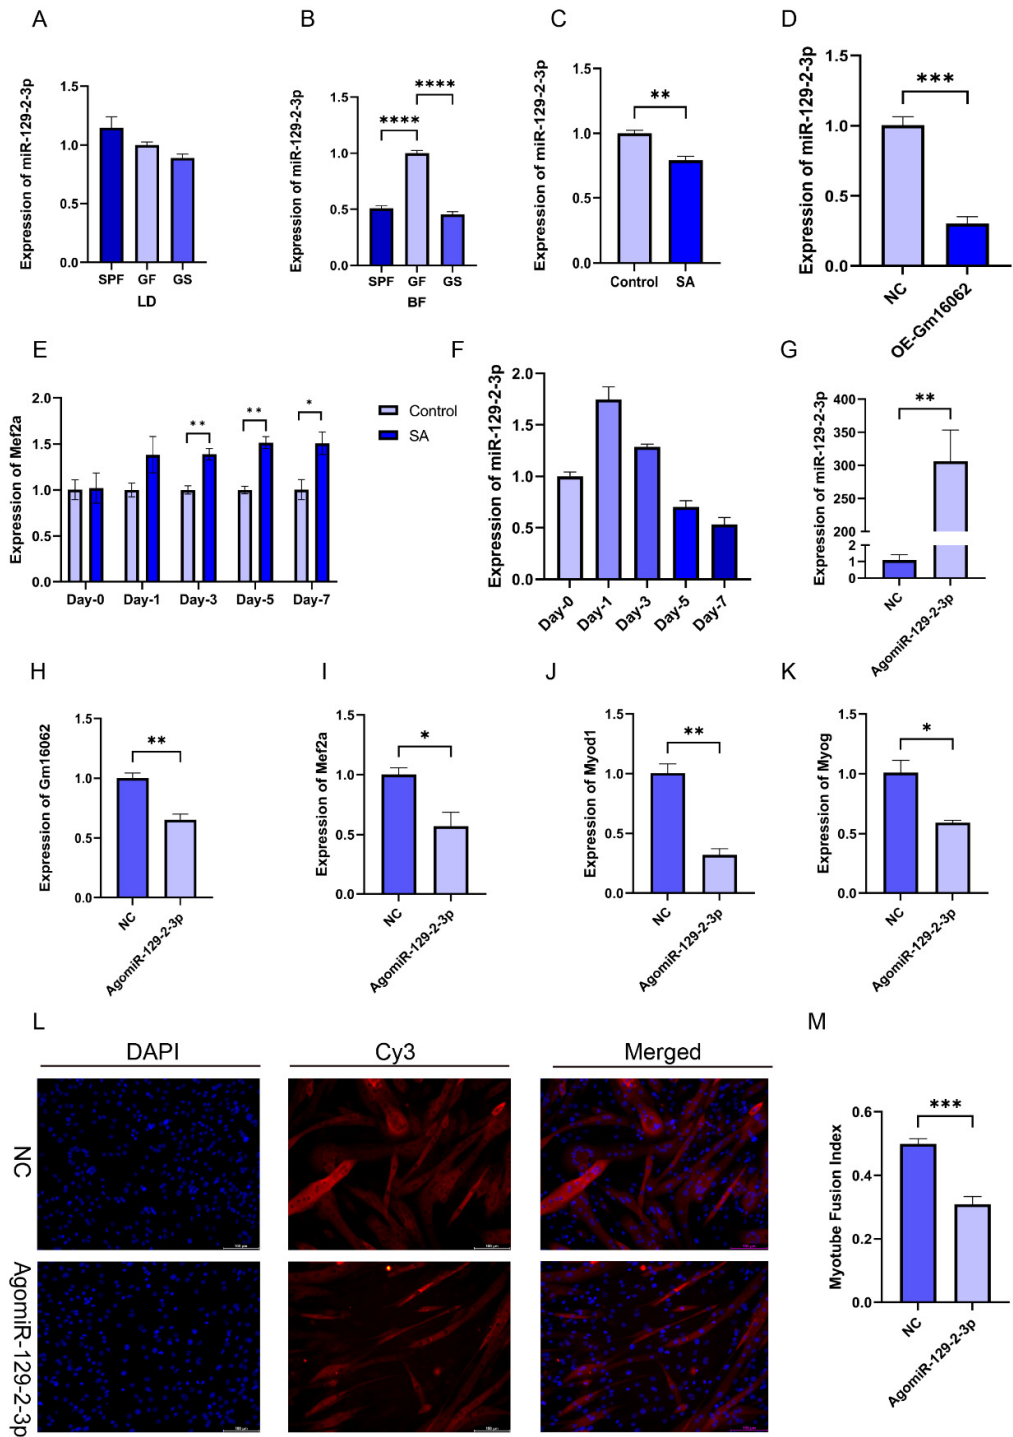 A
Expression of miR-129-2-3p
1.5
1.0
0.5
0.0
SPF GF GS
LD
B
Expression of miR-129-2-3p
1.5
1.0
0.5
0.0
****
****
SPF GF GS
BF
C
Expression of miR-129-2-3p
1.5
1.0
0.5
0.0
**
Control SA
D
Expression of miR-129-2-3p
1.5
1.0
0.5
0.0
***
NC
OE-Gm16062
E
Expression of Mef2a
2.0
1.5
1.0
0.5
0.0
**
**
*
Day-0 Day-1 Day-3 Day-5 Day-7
Control
SA
F
Expression of miR-129-2-3p
2.0
1.5
1.0
0.5
0.0
Day-0
Day-1
Day-3
Day-5
Day-7
G
Expression of miR-129-2-3p
400
350
300
250
200
2
1
0
**
NC
AgomiR-129-2-3p
H
Expression of Gm16062
1.5
1.0
0.5
0.0
**
NC
AgomiR-129-2-3p
I
Expression of Mef2a
1.5
1.0
0.5
0.0
*
NC
AgomiR-129-2-3p
J
Expression of Myod1
1.5
1.0
0.5
0.0
**
NC
AgomiR-129-2-3p
K
Expression of Myog
1.5
1.0
0.5
0.0
*
NC
AgomiR-129-2-3p
L
DAPI
Cy3
Merged
NC
AgomiR-129-2-3p
M
Myotube Fusion Index
0.6
0.4
0.2
0.0
***
NC
AgomiR-129-2-3p